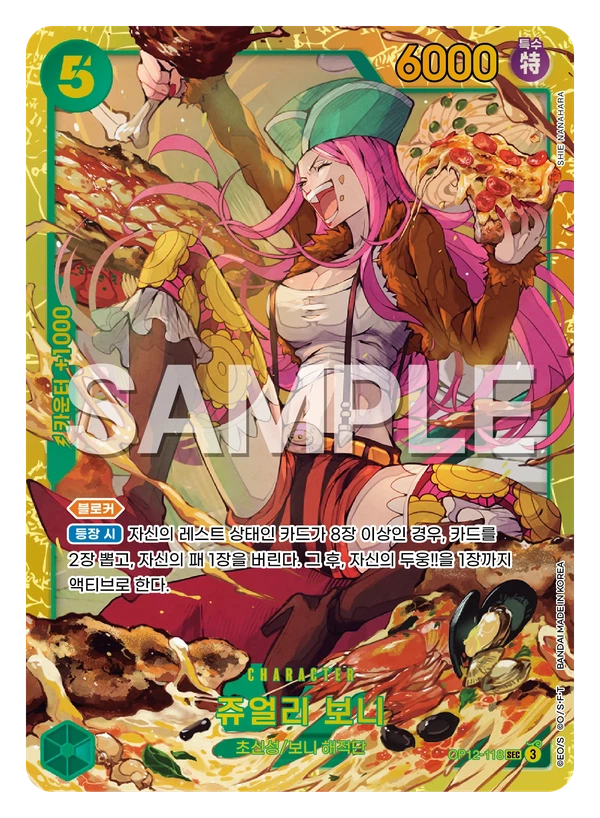 5
6000
특수
特
SHIE NANAHARA
카운터 +1000
SAMPLE
블로커
등장 시 자신의 레스트 상태인 카드가 8장 이상인 경우, 카드를
2장 뽑고, 자신의 패 1장을 버린다. 그 후, 자신의 두웅!!을 1장까지
액티브로 한다.
©EO/S ©O/S·F·T BANDAI MADE IN KOREA
CHARACTER
쥬얼리 보니
초신성/보니 해적단
OP12-118 SEC 3